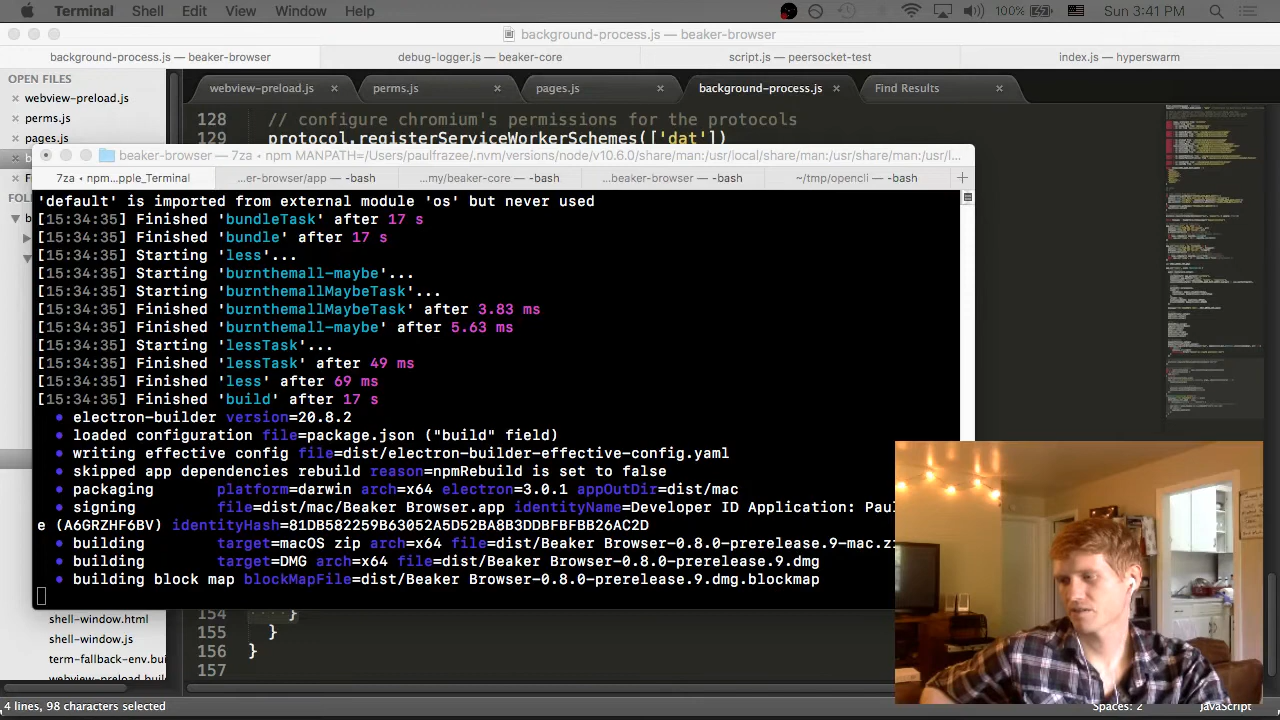 Terminal Shell Edit View Window Help 100% Sun 3:41 PM
background-process.js — beaker-browser
background-process.js — beaker-browser debug-logger.js — beaker-core script.js — peersocket-test index.js — hyperswarm
OPEN FILES
webview-preload.js perms.js pages.js background-process.js Find Results
webview-preload.js
perms.js
pages.js
128 // configure chromium's permissions for the protocols
129 protocol.registerServiceWorkerSchemes(['dat'])
beaker-browser — 7za • npm MANPATH=/Users/paulfrazee/.nvm/versions/node/v10.6.0/share/man:/usr/local/share/man:/usr/share/man:/usr/l...
7za • npm...pple_Terminal ...er-browser/app — -bash ...my/bea... — -bash ...beaker-browser — -bash ~/tmp/opencli — -bash
'default' is imported from external module 'os' but never used
[15:34:35] Finished 'bundleTask' after 17 s
[15:34:35] Finished 'bundle' after 17 s
[15:34:35] Starting 'less'...
[15:34:35] Starting 'burnthemall-maybe'...
[15:34:35] Starting 'burnthemallMaybeTask'...
[15:34:35] Finished 'burnthemallMaybeTask' after 3.83 ms
[15:34:35] Finished 'burnthemall-maybe' after 5.63 ms
[15:34:35] Starting 'lessTask'...
[15:34:35] Finished 'lessTask' after 49 ms
[15:34:35] Finished 'less' after 69 ms
[15:34:35] Finished 'build' after 17 s
• electron-builder version=20.8.2
• loaded configuration file=package.json ("build" field)
• writing effective config file=dist/electron-builder-effective-config.yaml
• skipped app dependencies rebuild reason=npmRebuild is set to false
• packaging platform=darwin arch=x64 electron=3.0.1 appOutDir=dist/mac
• signing file=dist/mac/Beaker Browser.app identityName=Developer ID Application: Pau
e (A6GRZHF6BV) identityHash=81DB582259B63052A5D52BA8B3DDBFBFBB26AC2D
• building target=macOS zip arch=x64 file=dist/Beaker Browser-0.8.0-prerelease.9-mac.z
• building target=DMG arch=x64 file=dist/Beaker Browser-0.8.0-prerelease.9.dmg
• building block map blockMapFile=dist/Beaker Browser-0.8.0-prerelease.9.dmg.blockmap
154 }
155 }
156 }
157
shell-window.html
shell-window.js
term-fallback-env.bui
webview-preload.buil
4 lines, 98 characters selected Spaces: 2 JavaScript